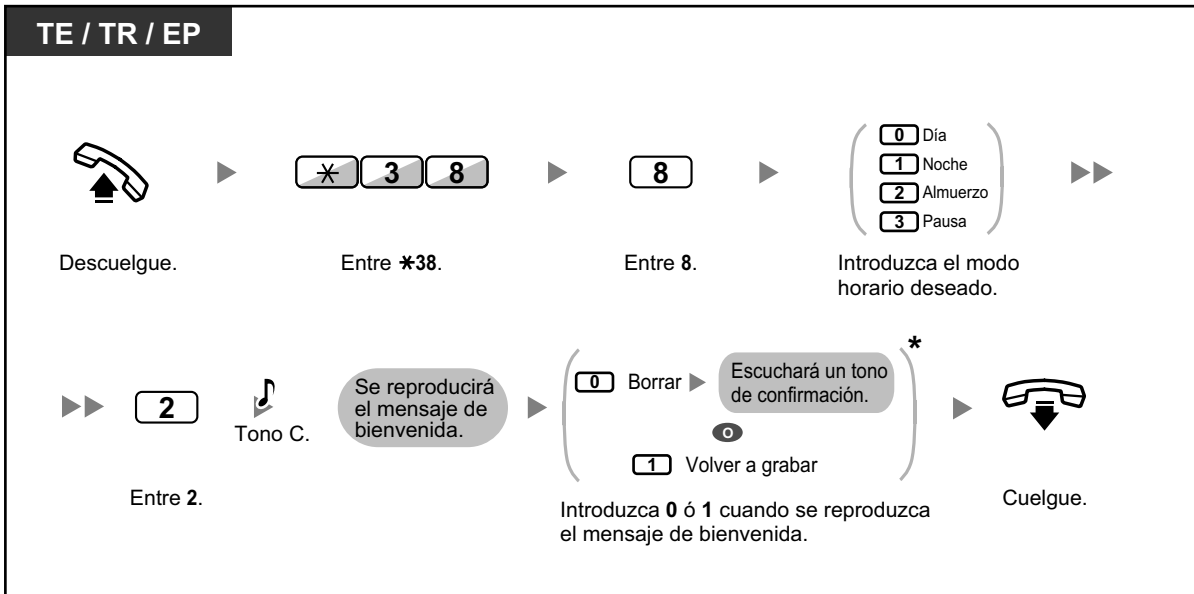 TE / TR / EP
0 Día
1 Noche
2 Almuerzo
3 Pausa
✳ 3 8
8
Descuelgue.
Entre ✳38.
Entre 8.
Introduzca el modo
horario deseado.
2
Tono C.
Se reproducirá
el mensaje de
bienvenida.
0 Borrar
Escuchará un tono
de confirmación.
*
O
1 Volver a grabar
Entre 2.
Introduzca 0 ó 1 cuando se reproduzca
el mensaje de bienvenida.
Cuelgue.